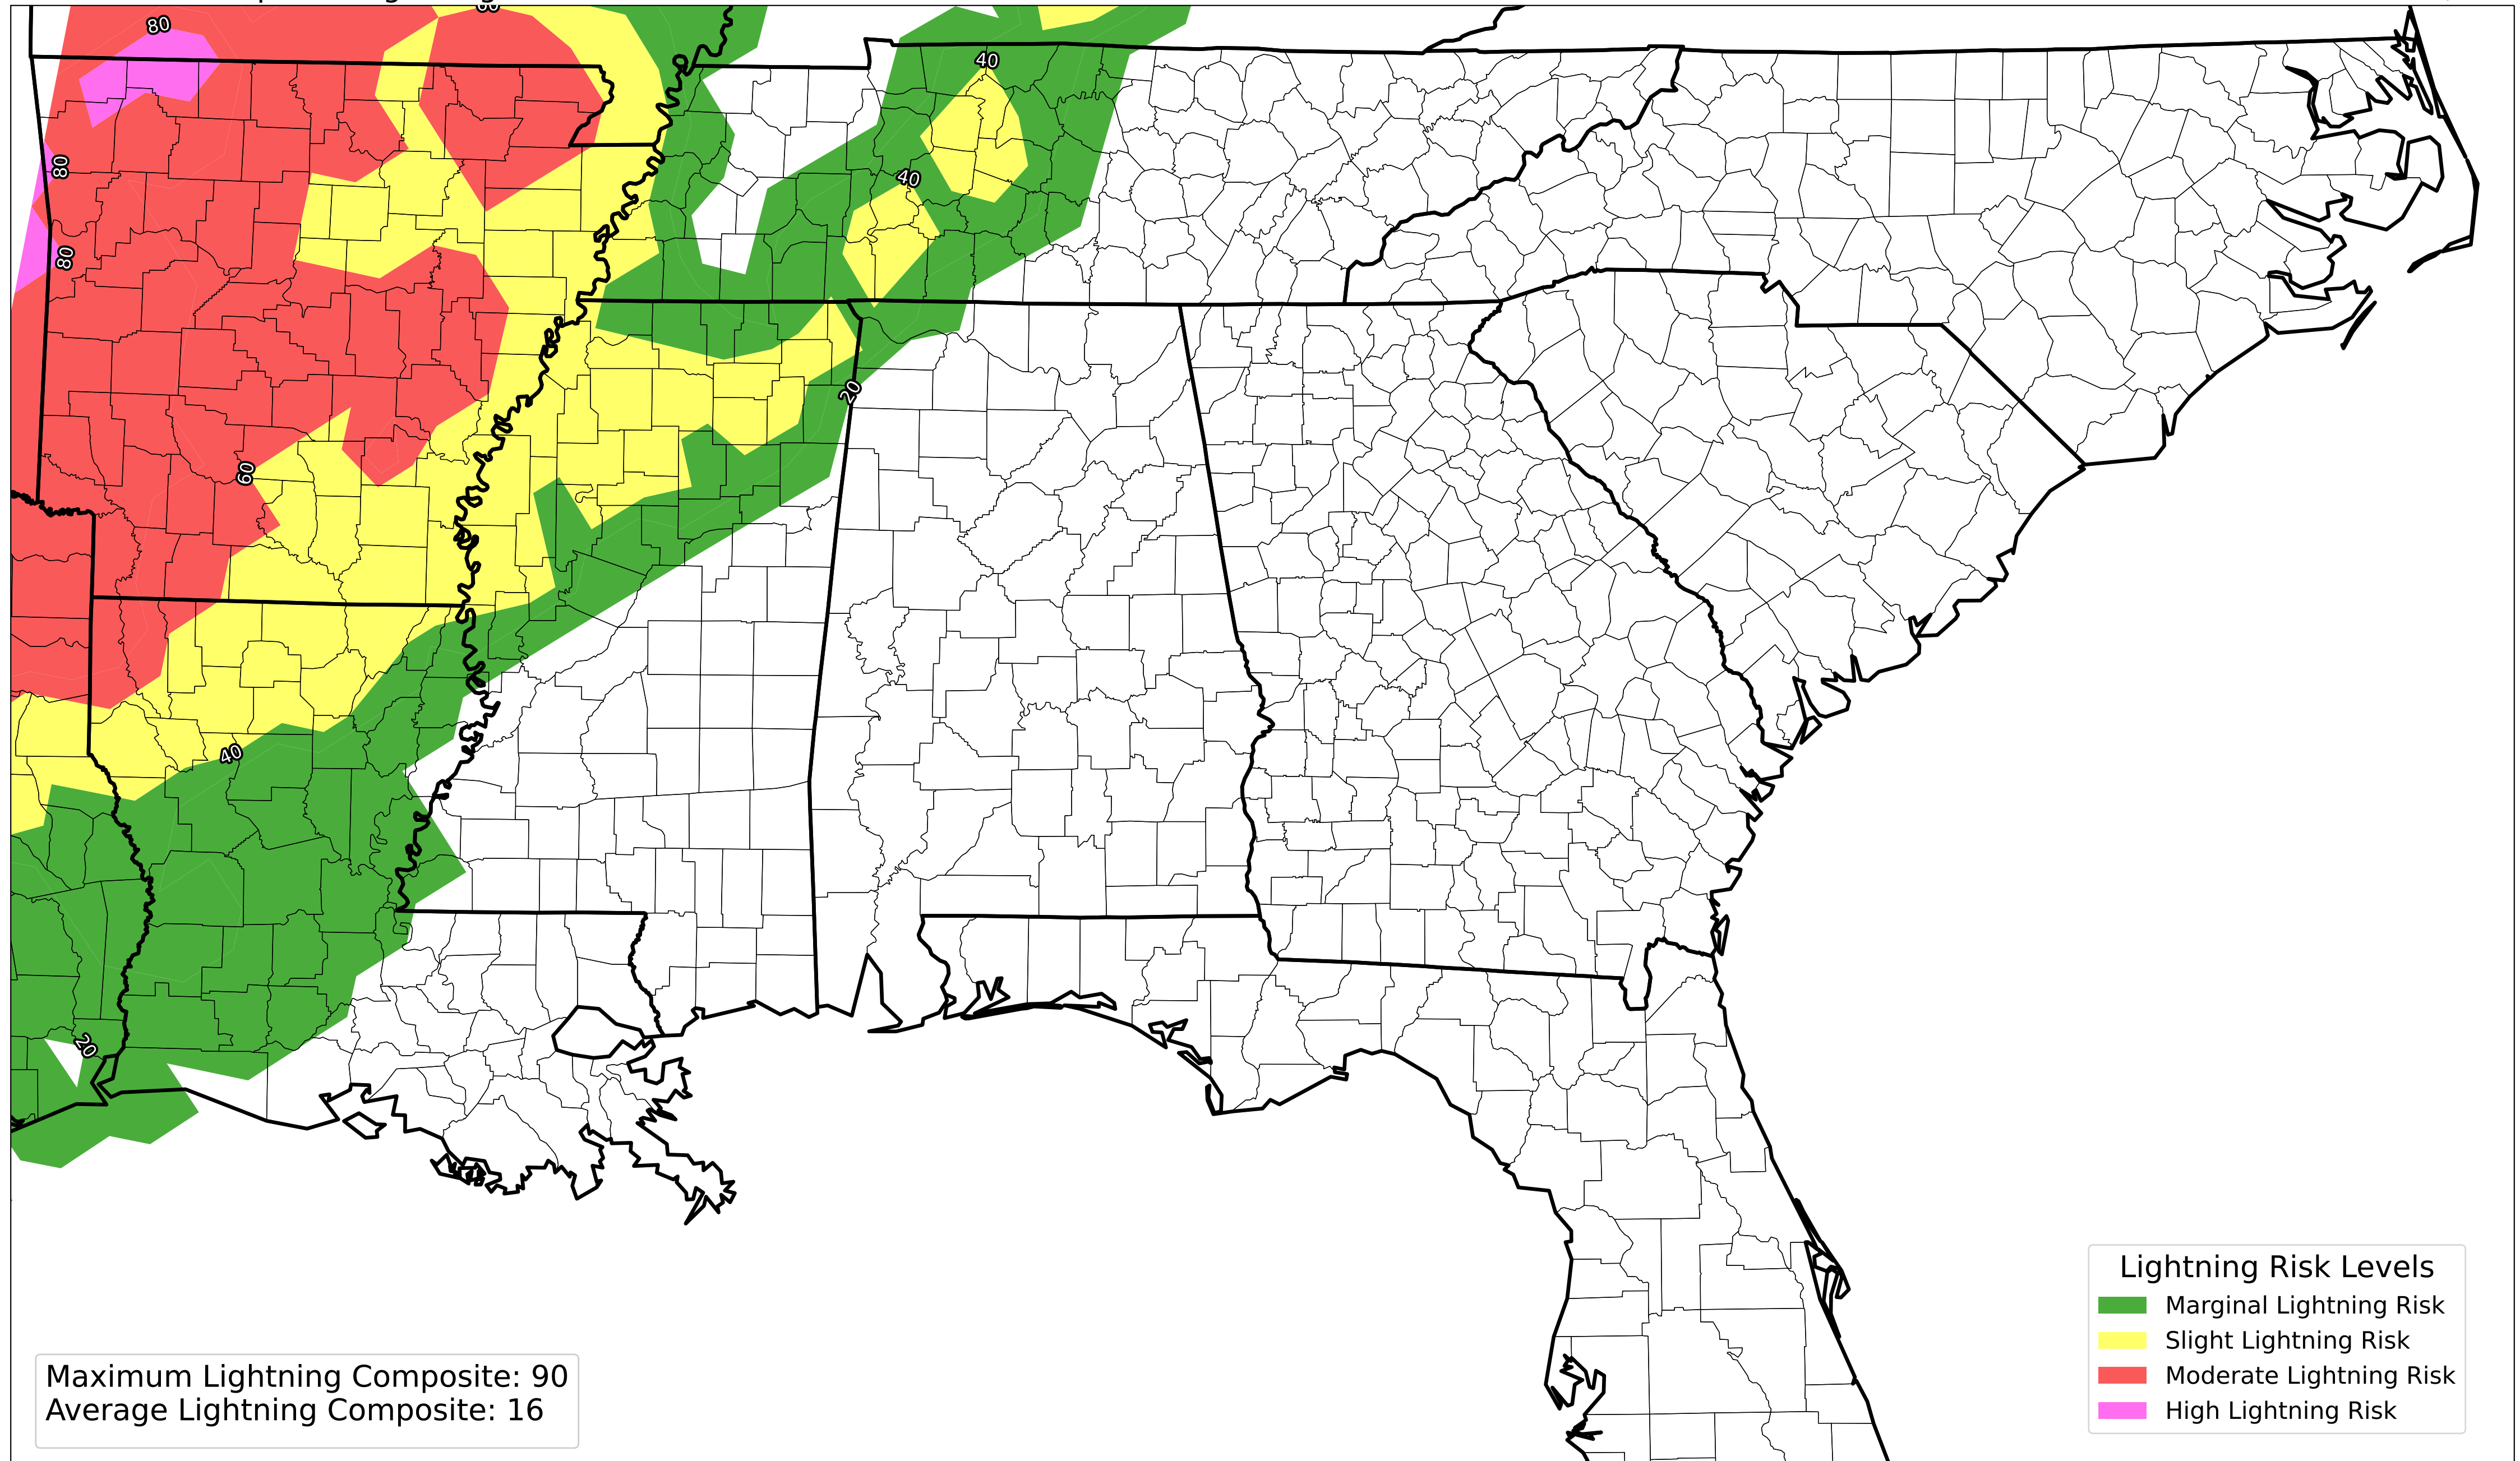 80
40
80
40
80
20
60
40
20
Lightning Risk Levels
Marginal Lightning Risk
Slight Lightning Risk
Moderate Lightning Risk
High Lightning Risk
Maximum Lightning Composite: 90
Average Lightning Composite: 16